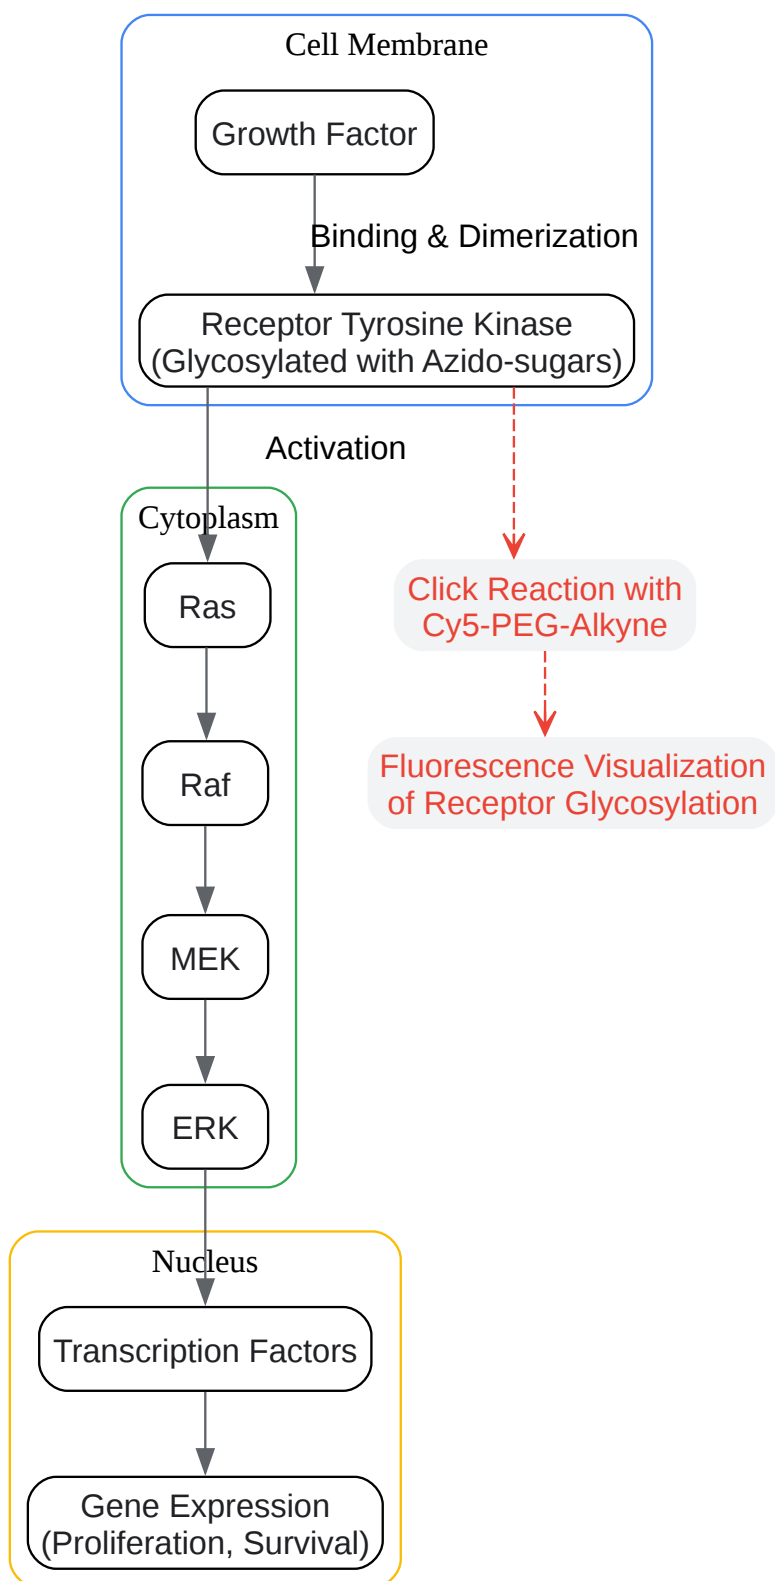 Cell Membrane
Growth Factor
Binding & Dimerization
Receptor Tyrosine Kinase
(Glycosylated with Azido-sugars)
Activation
Cytoplasm
Ras
Click Reaction with
Cy5-PEG-Alkyne
Raf
Fluorescence Visualization
of Receptor Glycosylation
MEK
ERK
Nucleus
Transcription Factors
Gene Expression
(Proliferation, Survival)